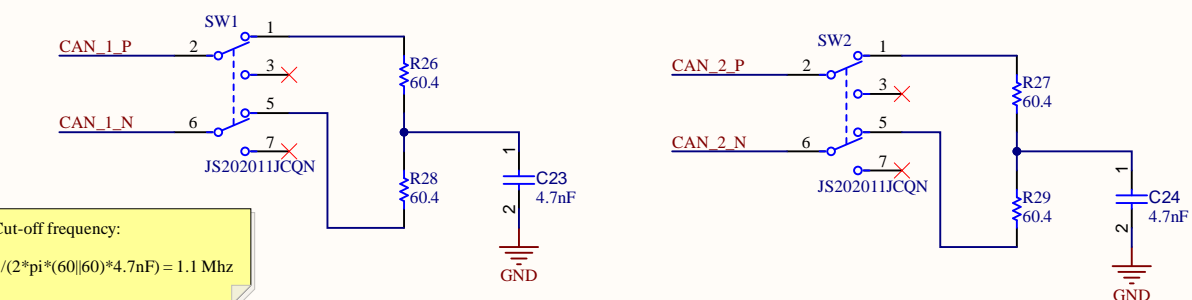 SW1
1
CAN_1_P
2
R26
60.4
3
5
CAN_1_N
6
7
JS202011JCQN
R28
60.4
1
C23
4.7nF
2
GND
Cut-off frequency:
/(2*pi*(60||60)*4.7nF) = 1.1 Mhz
SW2
1
CAN_2_P
2
R27
60.4
3
5
CAN_2_N
6
7
JS202011JCQN
R29
60.4
1
C24
4.7nF
2
GND